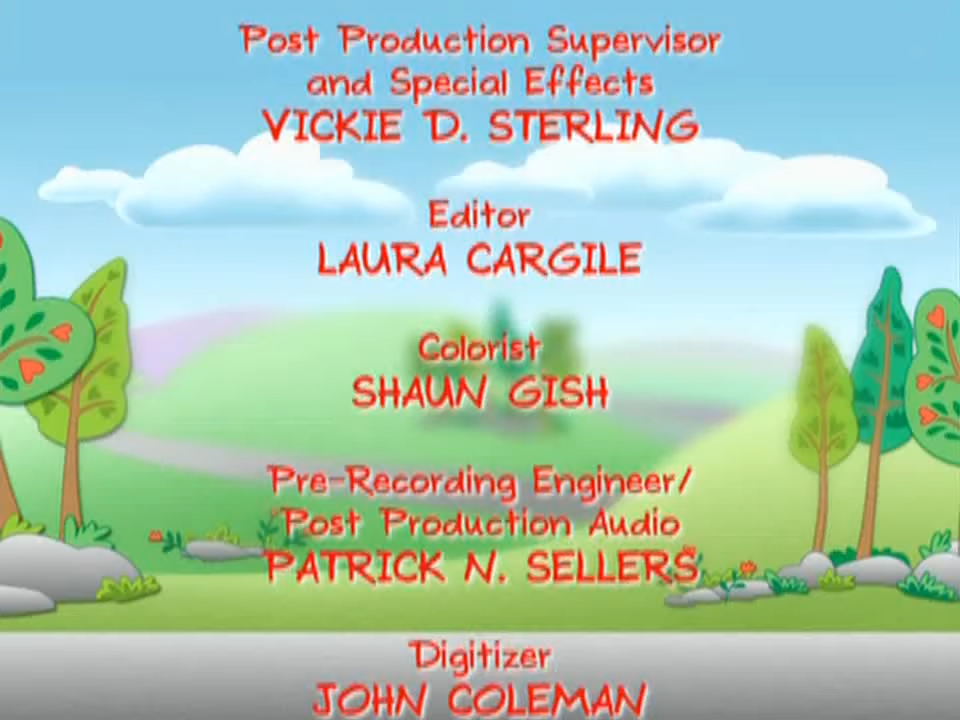 Post Production Supervisor
and Special Effects
VICKIE D. STERLING
Editor
LAURA CARGILE
Colorist
SHAUN GISH
Pre-Recording Engineer/
Post Production Audio
PATRICK N. SELLERS
Digitizer
JOHN COLEMAN